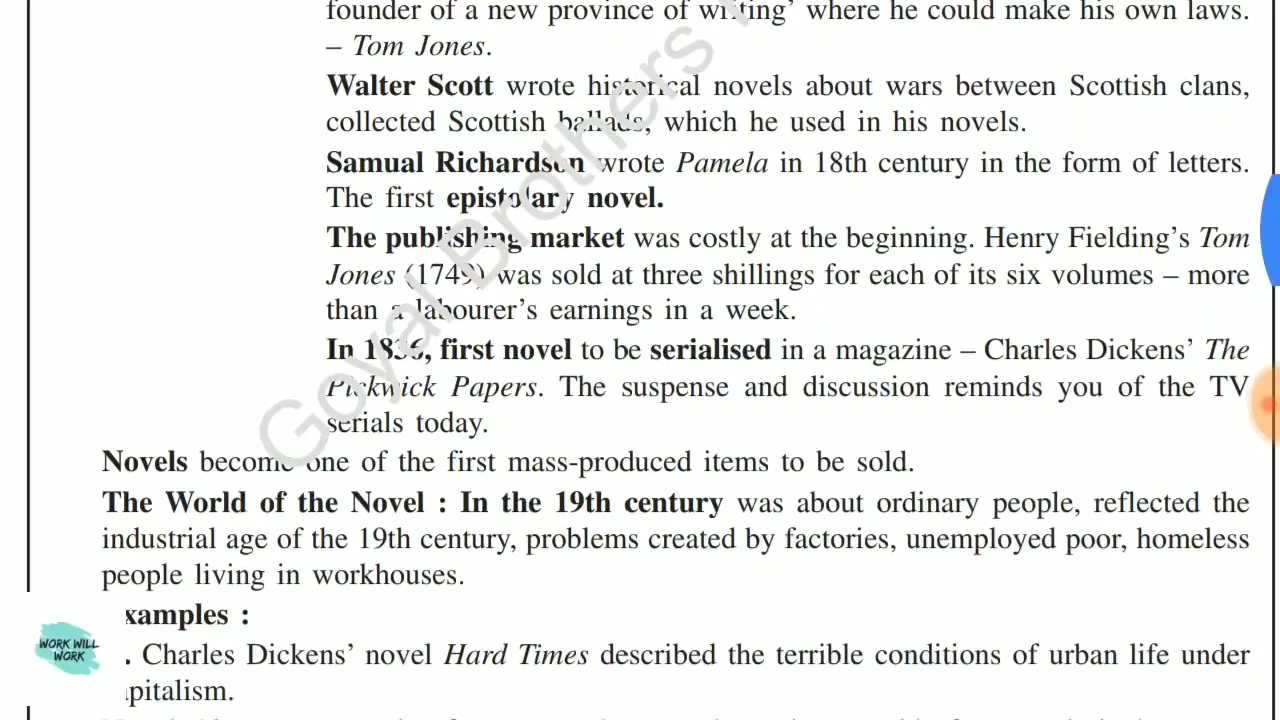 founder of a new province of writing' where he could make his own laws.
– Tom Jones.
Walter Scott wrote historical novels about wars between Scottish clans,
collected Scottish ballads, which he used in his novels.
Samual Richardson wrote Pamela in 18th century in the form of letters.
The first epistolary novel.
The publishing market was costly at the beginning. Henry Fielding's Tom
Jones (1749) was sold at three shillings for each of its six volumes – more
than a labourer's earnings in a week.
In 1836, first novel to be serialised in a magazine – Charles Dickens' The
Pickwick Papers. The suspense and discussion reminds you of the TV
serials today.
Novels become one of the first mass-produced items to be sold.
The World of the Novel : In the 19th century was about ordinary people, reflected the
industrial age of the 19th century, problems created by factories, unemployed poor, homeless
people living in workhouses.
xamples :
. Charles Dickens' novel Hard Times described the terrible conditions of urban life under
pitalism.
Goyal Brothers
WORK WILL
WORK